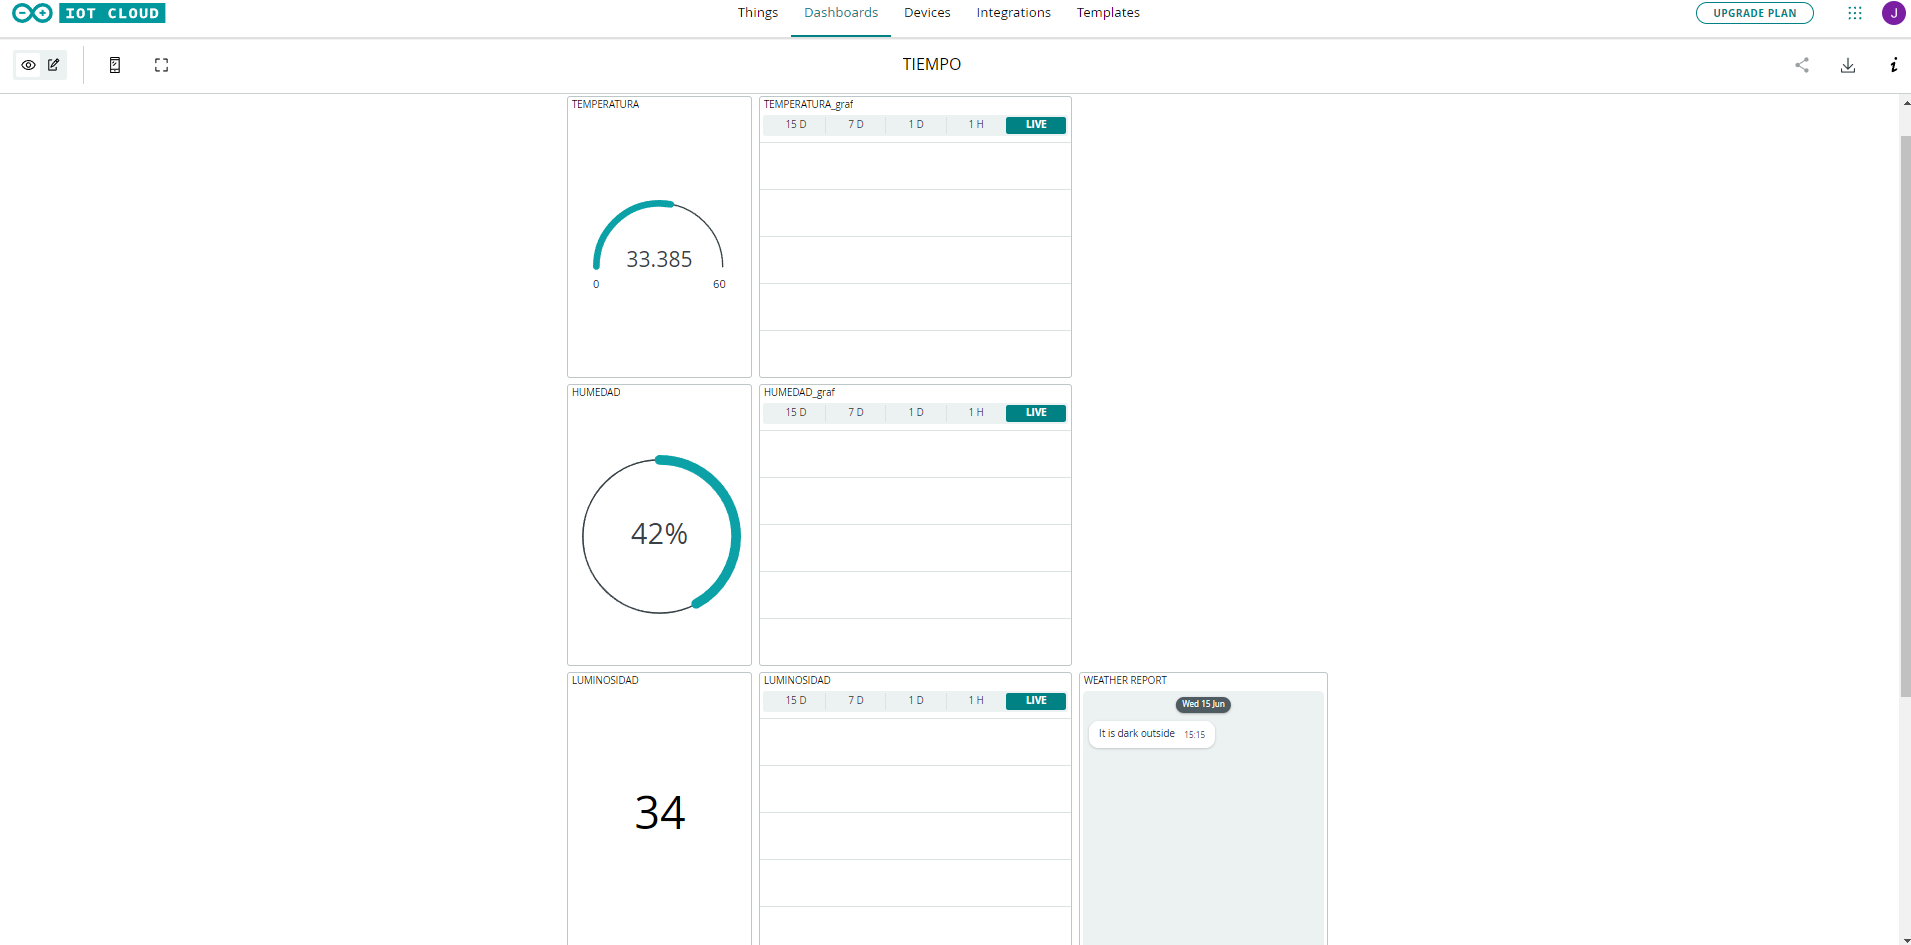 IOT CLOUD
Things Dashboards Devices Integrations Templates
UPGRADE PLAN
J
TIEMPO
i
TEMPERATURA
33.385
0 60
TEMPERATURA_graf
15 D 7 D 1 D 1 H LIVE
HUMEDAD
42%
HUMEDAD_graf
15 D 7 D 1 D 1 H LIVE
LUMINOSIDAD
34
LUMINOSIDAD
15 D 7 D 1 D 1 H LIVE
WEATHER REPORT
Wed 15 Jun
It is dark outside 15:15